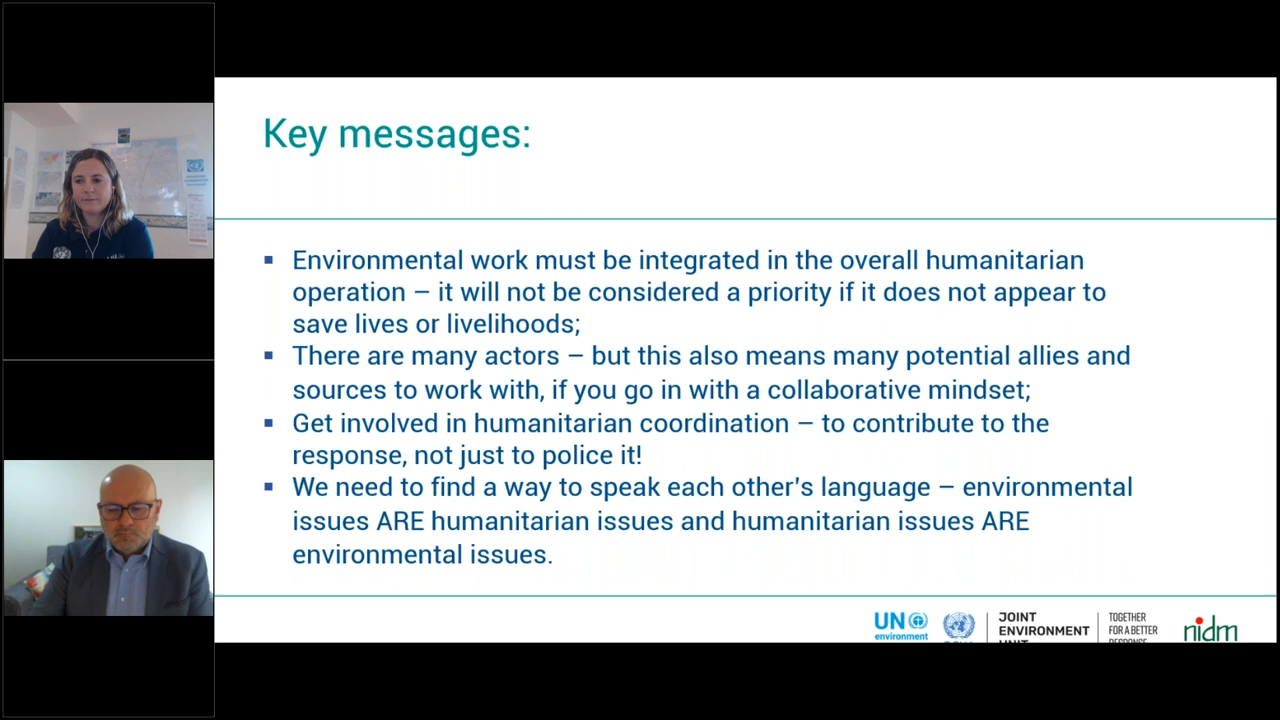 Key messages:
▪ Environmental work must be integrated in the overall humanitarian
operation – it will not be considered a priority if it does not appear to
save lives or livelihoods;
▪ There are many actors – but this also means many potential allies and
sources to work with, if you go in with a collaborative mindset;
▪ Get involved in humanitarian coordination – to contribute to the
response, not just to police it!
▪ We need to find a way to speak each other's language – environmental
issues ARE humanitarian issues and humanitarian issues ARE
environmental issues.
UN
environment
JOINT
ENVIRONMENT
UNIT
TOGETHER
FOR A BETTER
RESPONSE
nidm